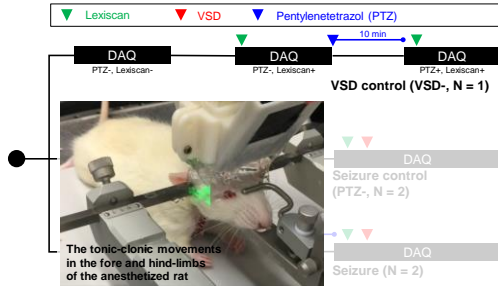 Lexiscan VSD Pentylenetetrazol (PTZ)
10 min
DAQ DAQ DAQ
PTZ-, Lexiscan- PTZ-, Lexiscan+ PTZ+, Lexiscan+
VSD control (VSD-, N = 1)
DAQ
Seizure control
(PTZ-, N = 2)
The tonic-clonic movements
in the fore and hind-limbs
of the anesthetized rat
DAQ
Seizure (N = 2)